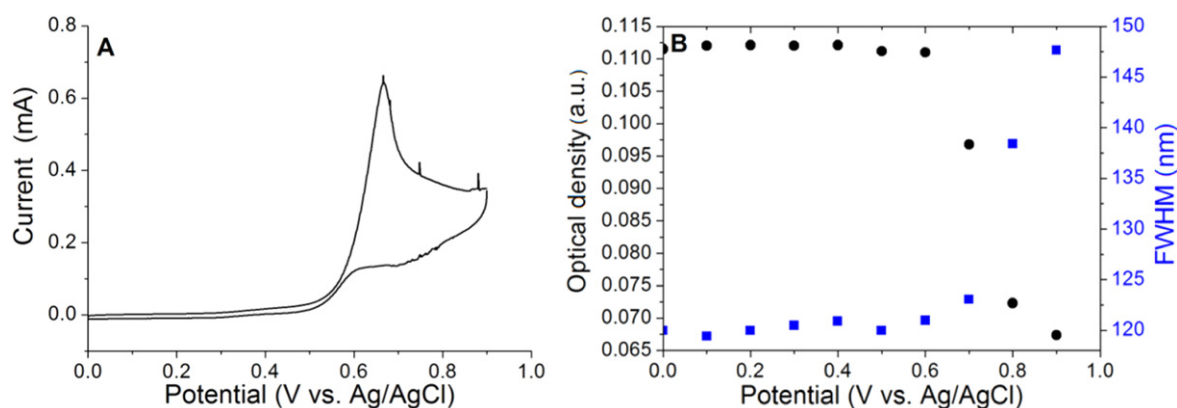 A
0.8
0.6
0.4
0.2
0.0
Current (mA)
0.0 0.2 0.4 0.6 0.8 1.0
Potential (V vs. Ag/AgCl)
B
0.115
0.110
0.105
0.100
0.095
0.090
0.085
0.080
0.075
0.070
0.065
Optical density (a.u.)
150
145
140
135
130
125
120
FWHM (nm)
0.0 0.2 0.4 0.6 0.8 1.0
Potential (V vs. Ag/AgCl)